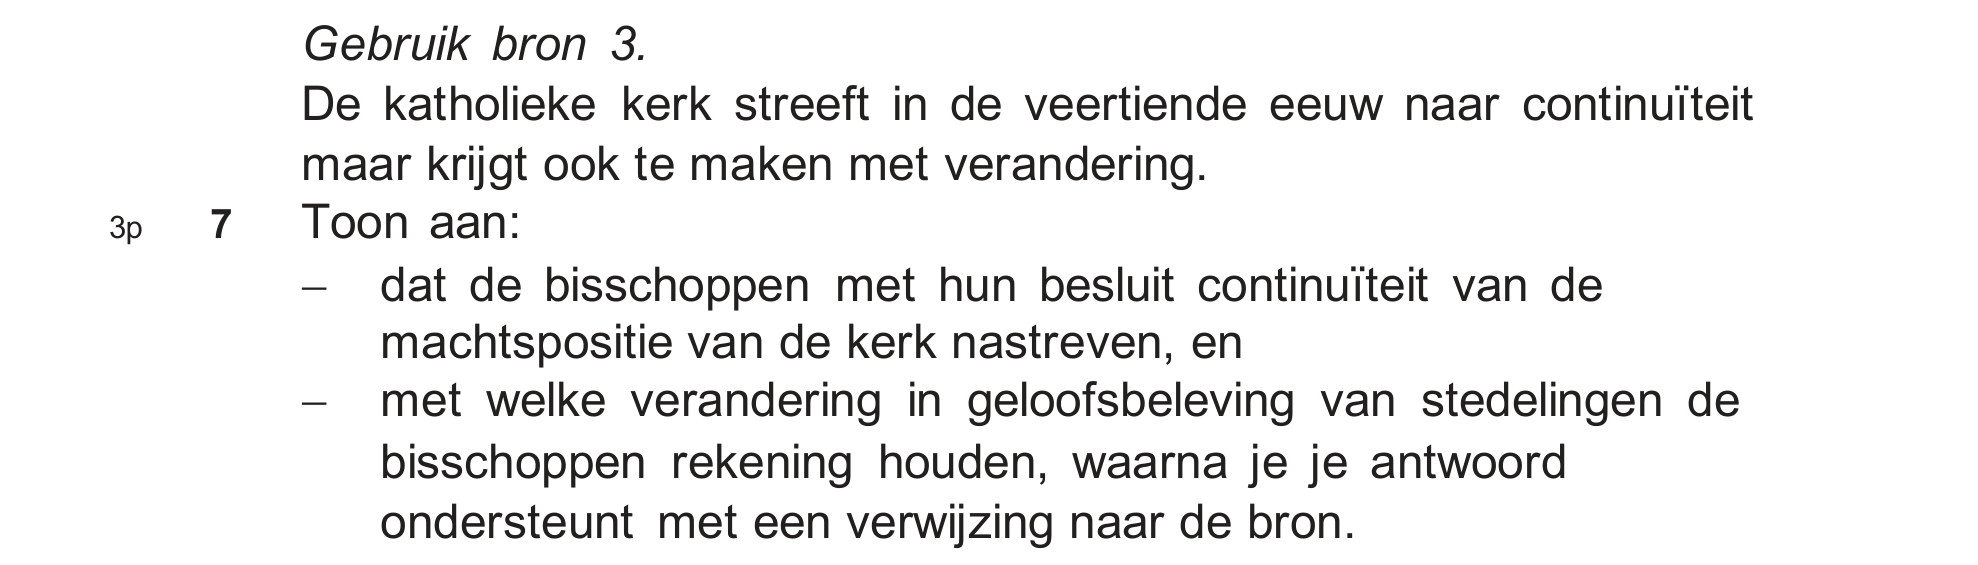 Gebruik bron 3.
De katholieke kerk streeft in de veertiende eeuw naar continuïteit
maar krijgt ook te maken met verandering.
3p 7 Toon aan:
– dat de bisschoppen met hun besluit continuïteit van de
machtspositie van de kerk nastreven, en
– met welke verandering in geloofsbeleving van stedelingen de
bisschoppen rekening houden, waarna je je antwoord
ondersteunt met een verwijzing naar de bron.